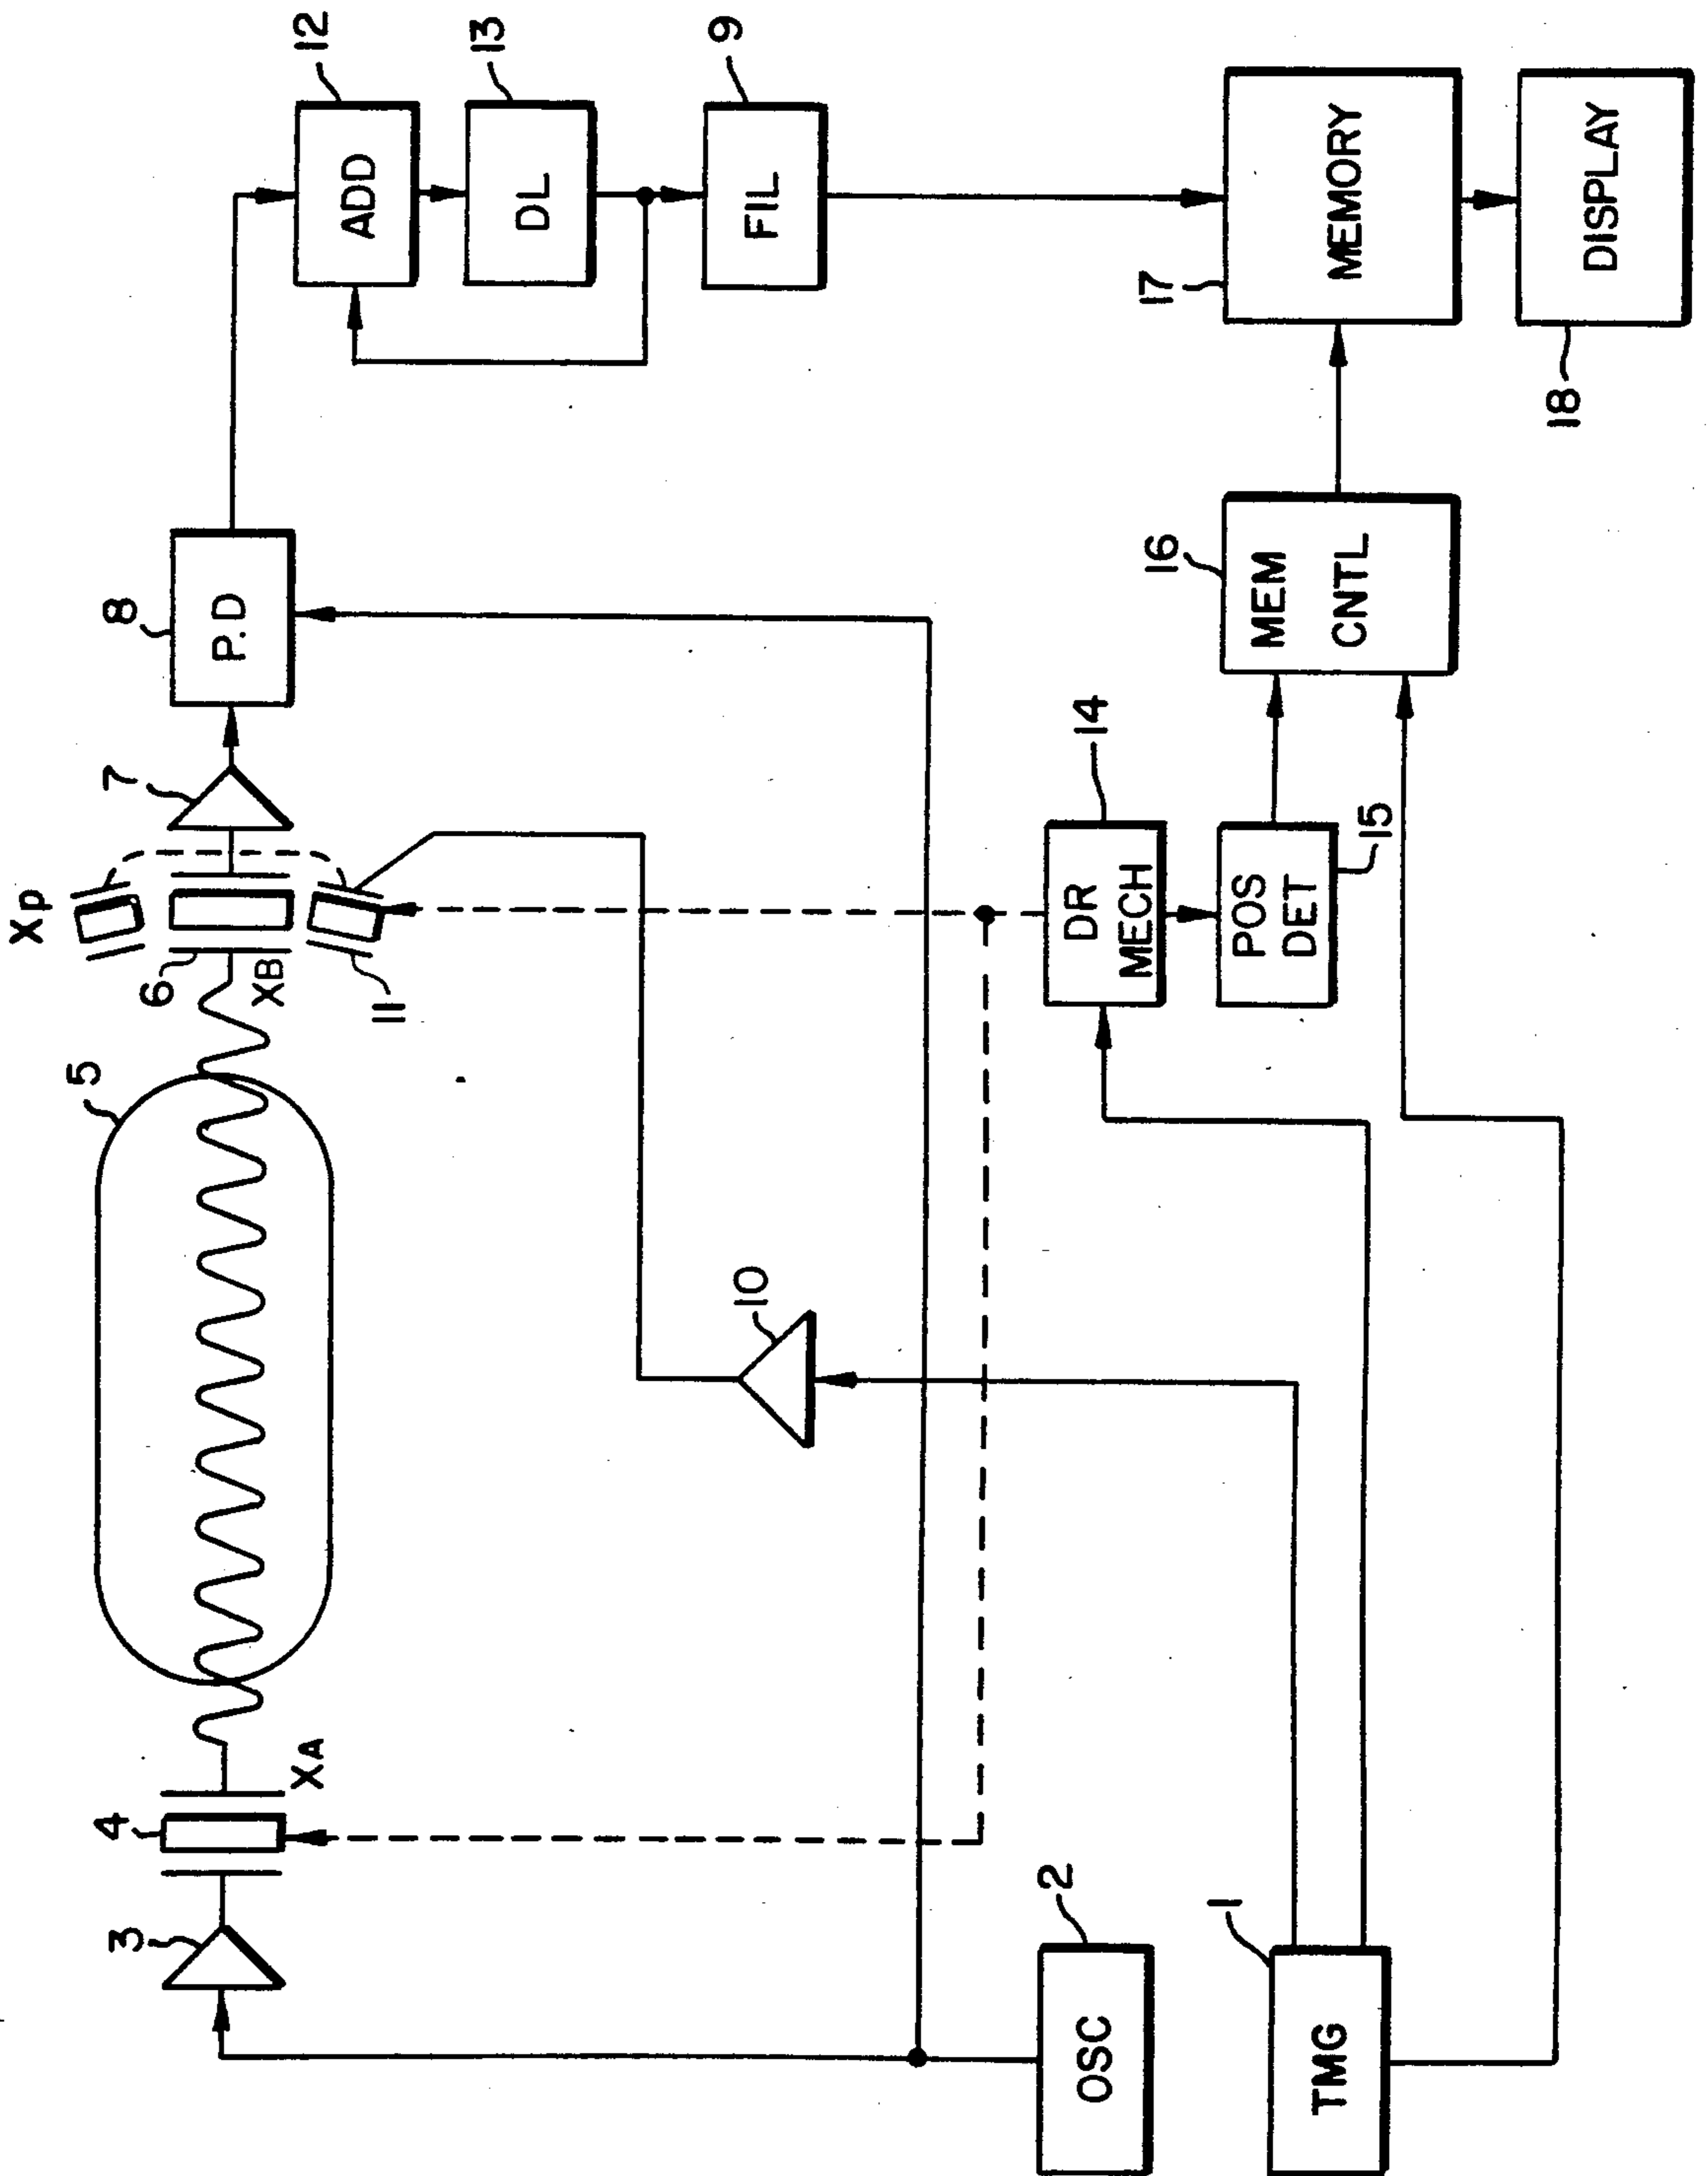 3
4
XA
5
6
XB
Xp
11
7
8
P.D
12
ADD
13
DL
9
FIL
10
2
OSC
1
TMG
14
DR
MECH
POS
DET
15
16
MEM
CNTL
17
MEMORY
18
DISPLAY